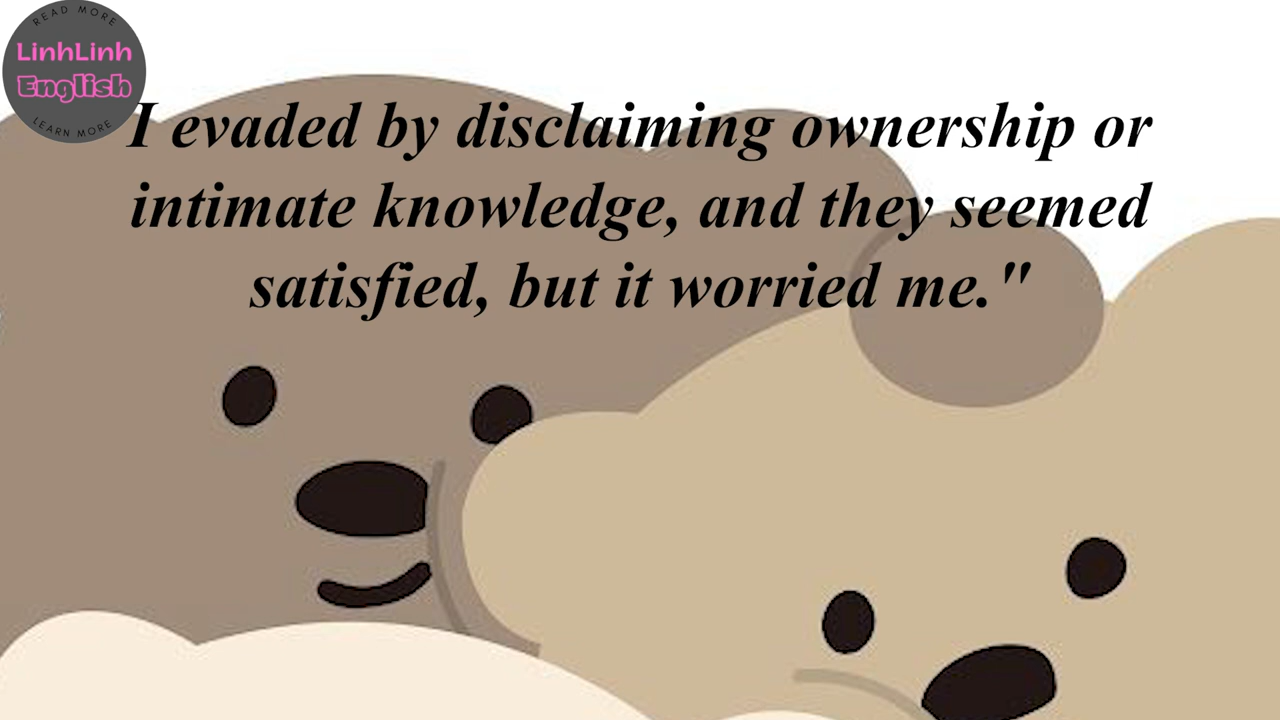 READ MORE
LinhLinh
English
LEARN MORE
I evaded by disclaiming ownership or
intimate knowledge, and they seemed
satisfied, but it worried me."